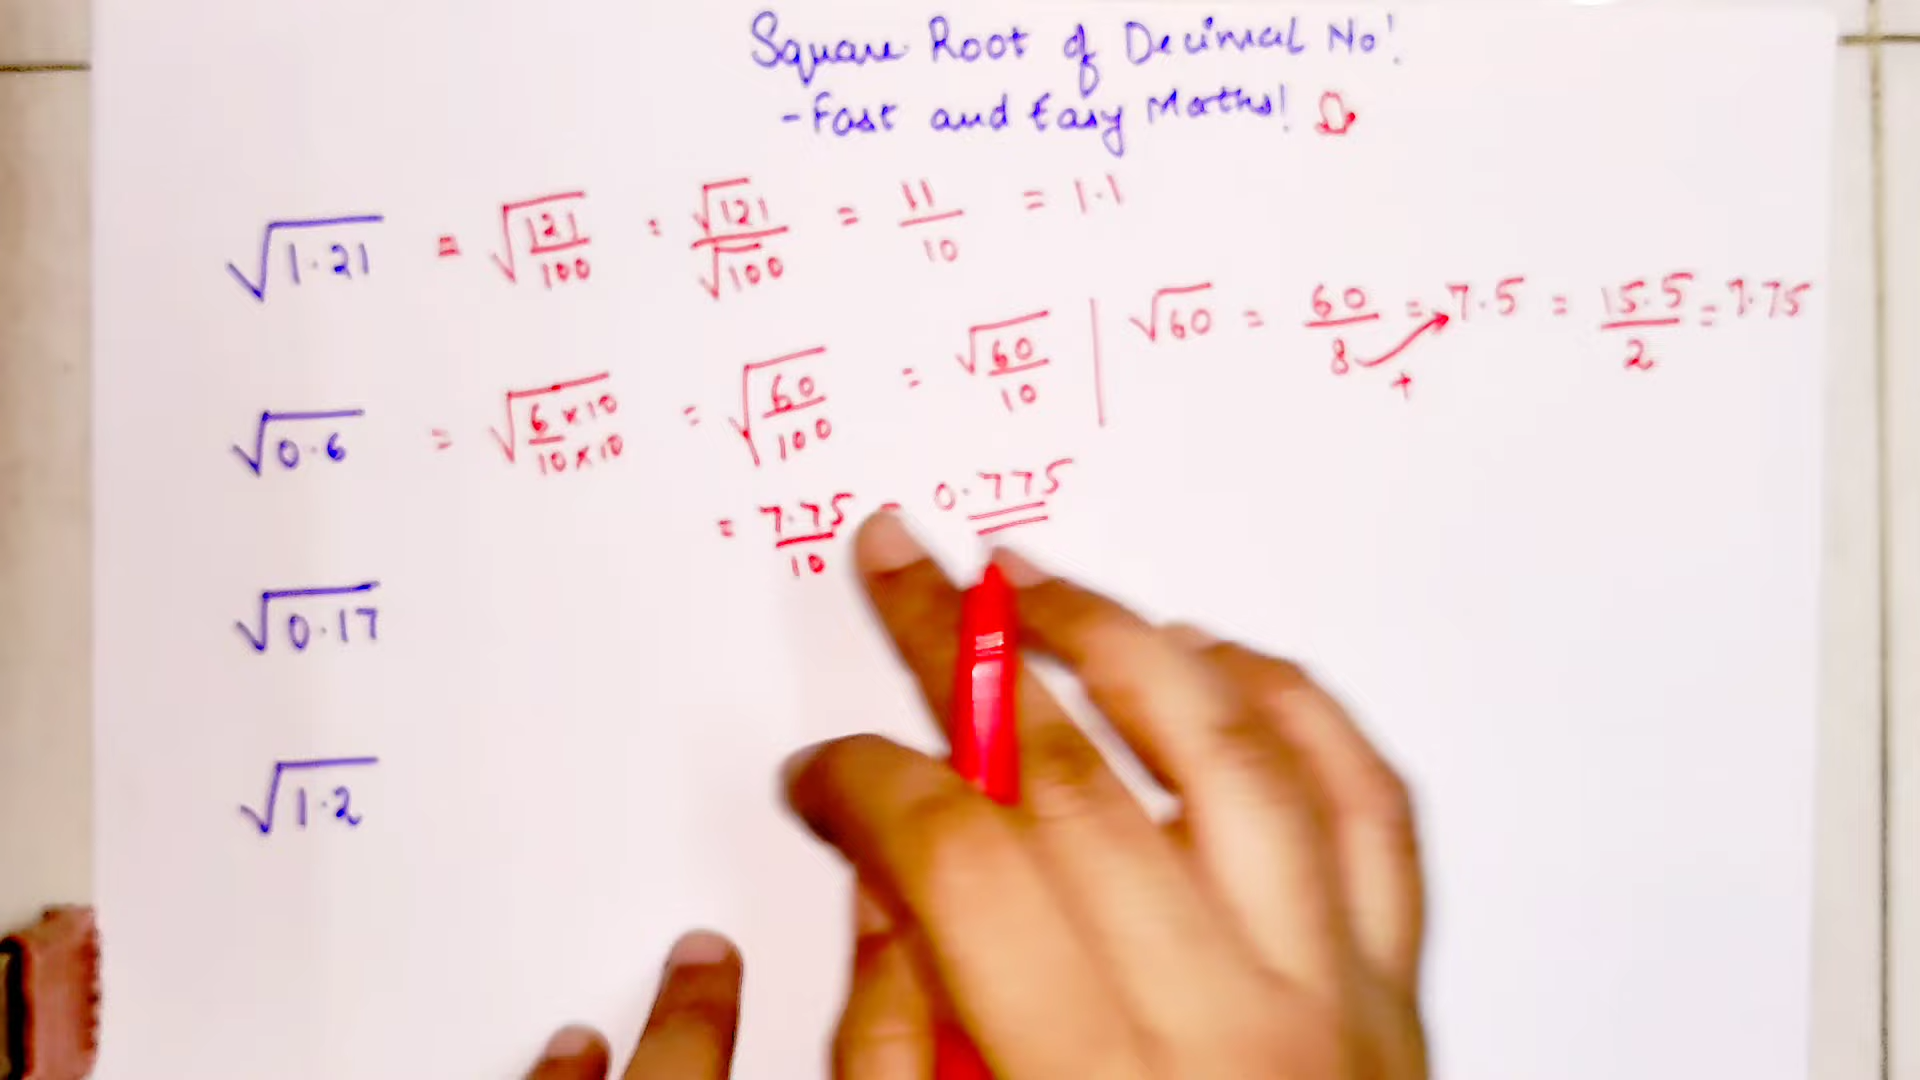 Square Root of Decimal No!
- Fast and Easy Maths!
√1.21 = √(121/100) = √121/√100 = 11/10 = 1.1
√0.6 = √(6×10/10×10) = √(60/100) = √60/10 | √60 = 60/8 = 7.5 = 15.5/2 = 7.75
+
= 7.75/10 = 0.775
√0.17
√1.2